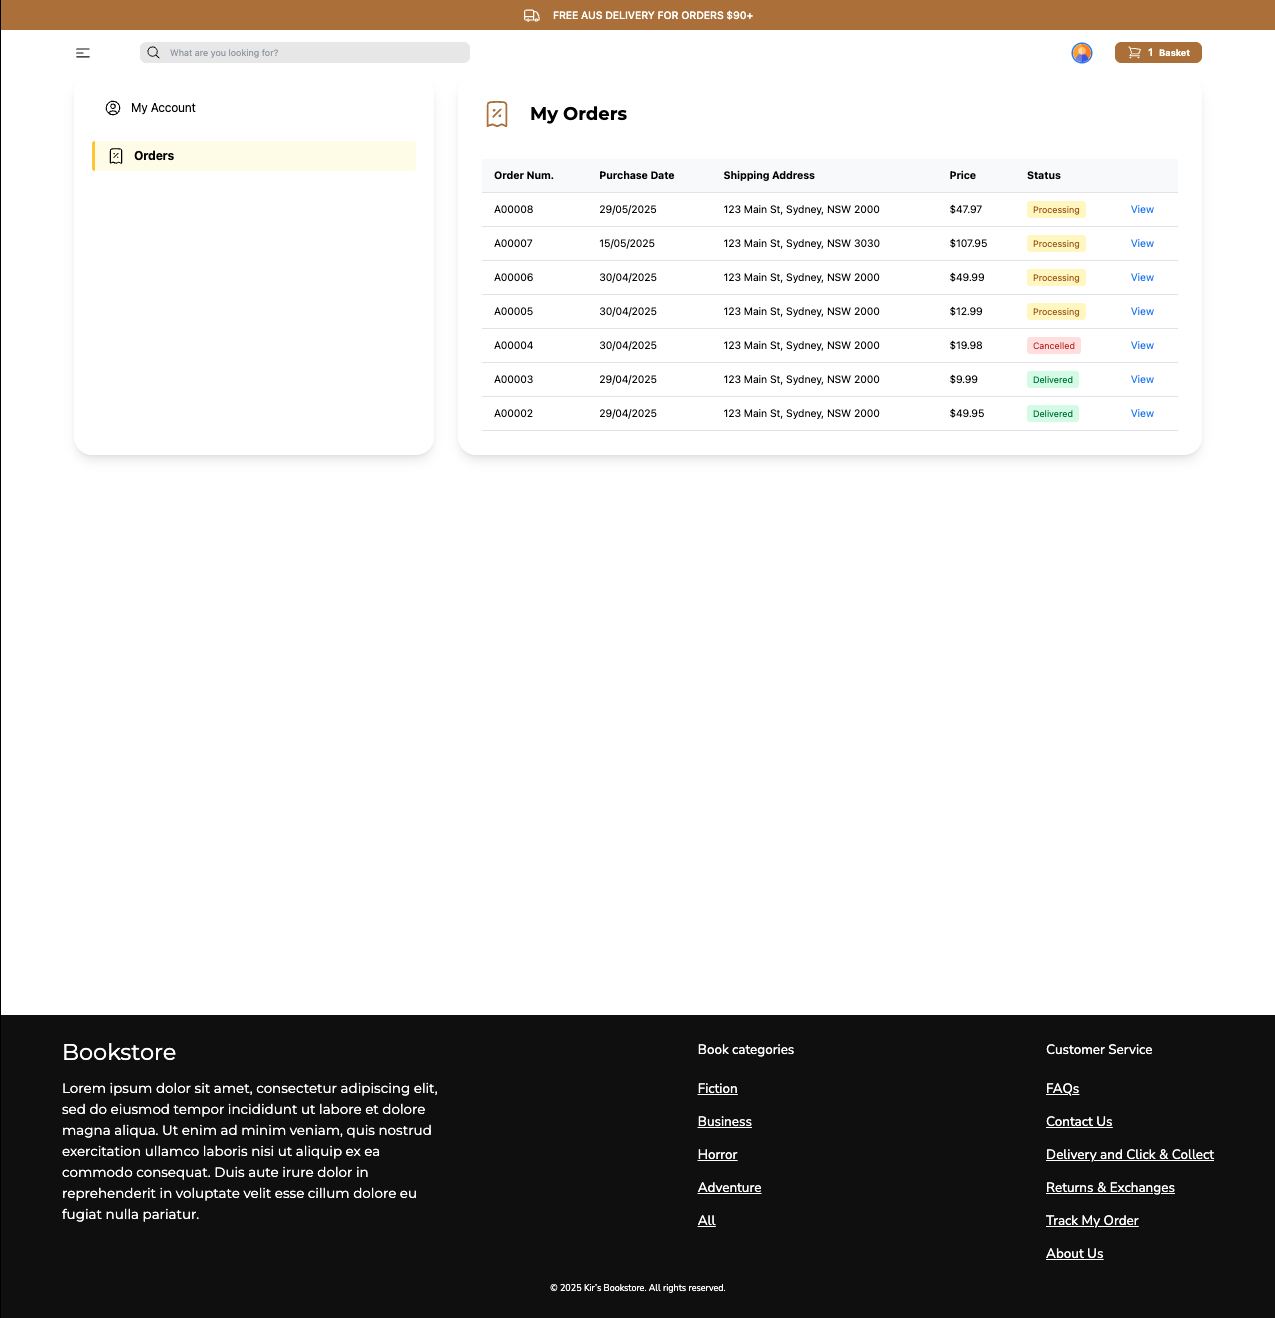 FREE AUS DELIVERY FOR ORDERS $90+
What are you looking for?
1 Basket
My Account
Orders
My Orders
Order Num. Purchase Date Shipping Address Price Status
A00008 29/05/2025 123 Main St, Sydney, NSW 2000 $47.97 Processing View
A00007 15/05/2025 123 Main St, Sydney, NSW 3030 $107.95 Processing View
A00006 30/04/2025 123 Main St, Sydney, NSW 2000 $49.99 Processing View
A00005 30/04/2025 123 Main St, Sydney, NSW 2000 $12.99 Processing View
A00004 30/04/2025 123 Main St, Sydney, NSW 2000 $19.98 Cancelled View
A00003 29/04/2025 123 Main St, Sydney, NSW 2000 $9.99 Delivered View
A00002 29/04/2025 123 Main St, Sydney, NSW 2000 $49.95 Delivered View
Bookstore
Lorem ipsum dolor sit amet, consectetur adipiscing elit,
sed do eiusmod tempor incididunt ut labore et dolore
magna aliqua. Ut enim ad minim veniam, quis nostrud
exercitation ullamco laboris nisi ut aliquip ex ea
commodo consequat. Duis aute irure dolor in
reprehenderit in voluptate velit esse cillum dolore eu
fugiat nulla pariatur.
Book categories
Fiction
Business
Horror
Adventure
All
Customer Service
FAQs
Contact Us
Delivery and Click & Collect
Returns & Exchanges
Track My Order
About Us
© 2025 Kir's Bookstore. All rights reserved.